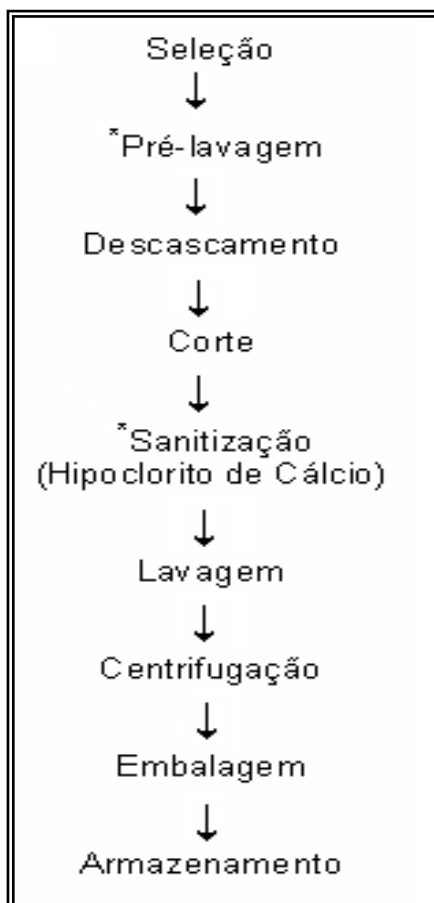 Seleção
↓
*Pré-lavagem
↓
Descascamento
↓
Corte
↓
*Sanitização
(Hipoclorito de Cálcio)
↓
Lavagem
↓
Centrifugação
↓
Embalagem
↓
Armazenamento